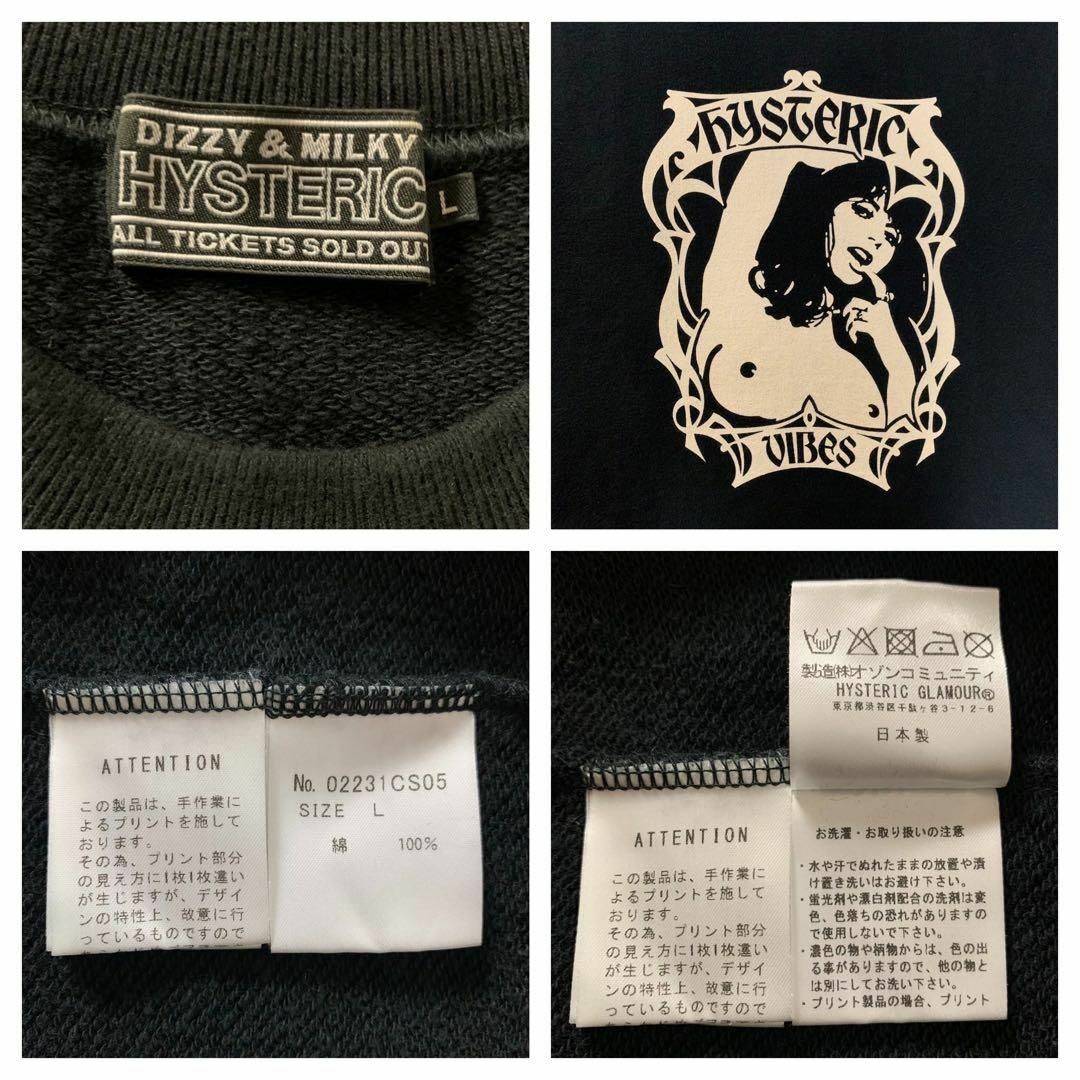 DIZZY & MILKY
HYSTERIC
L
ALL TICKETS SOLD OUT
HYSTERIC
VIBES
ATTENTION
この製品は、手作業に
よるプリントを施して
おります。
その為、プリント部分
の見え方に1枚1枚違い
が生じますが、デザイ
ンの特性上、故意に行
っているものですので
No. 02231CS05
SIZE L
綿 100%
製造㈱オゾンコミュニティ
HYSTERIC GLAMOUR®
東京都渋谷区千駄ヶ谷3-12-6
日本製
ATTENTION
この製品は、手作業に
よるプリントを施して
おります。
その為、プリント部分
の見え方に1枚1枚違い
が生じますが、デザイ
ンの特性上、故意に行
っているものですので
お洗濯・お取り扱いの注意
・水や汗でぬれたままの放置や漬
け置き洗いはお避け下さい。
・蛍光剤や漂白剤配合の洗剤は変
色、色落ちの恐れがありますの
で使用しないで下さい。
・濃色の物や柄物からは、色の出
る事がありますので、他の物と
は別にしてお洗い下さい。
・プリント製品の場合、プリント